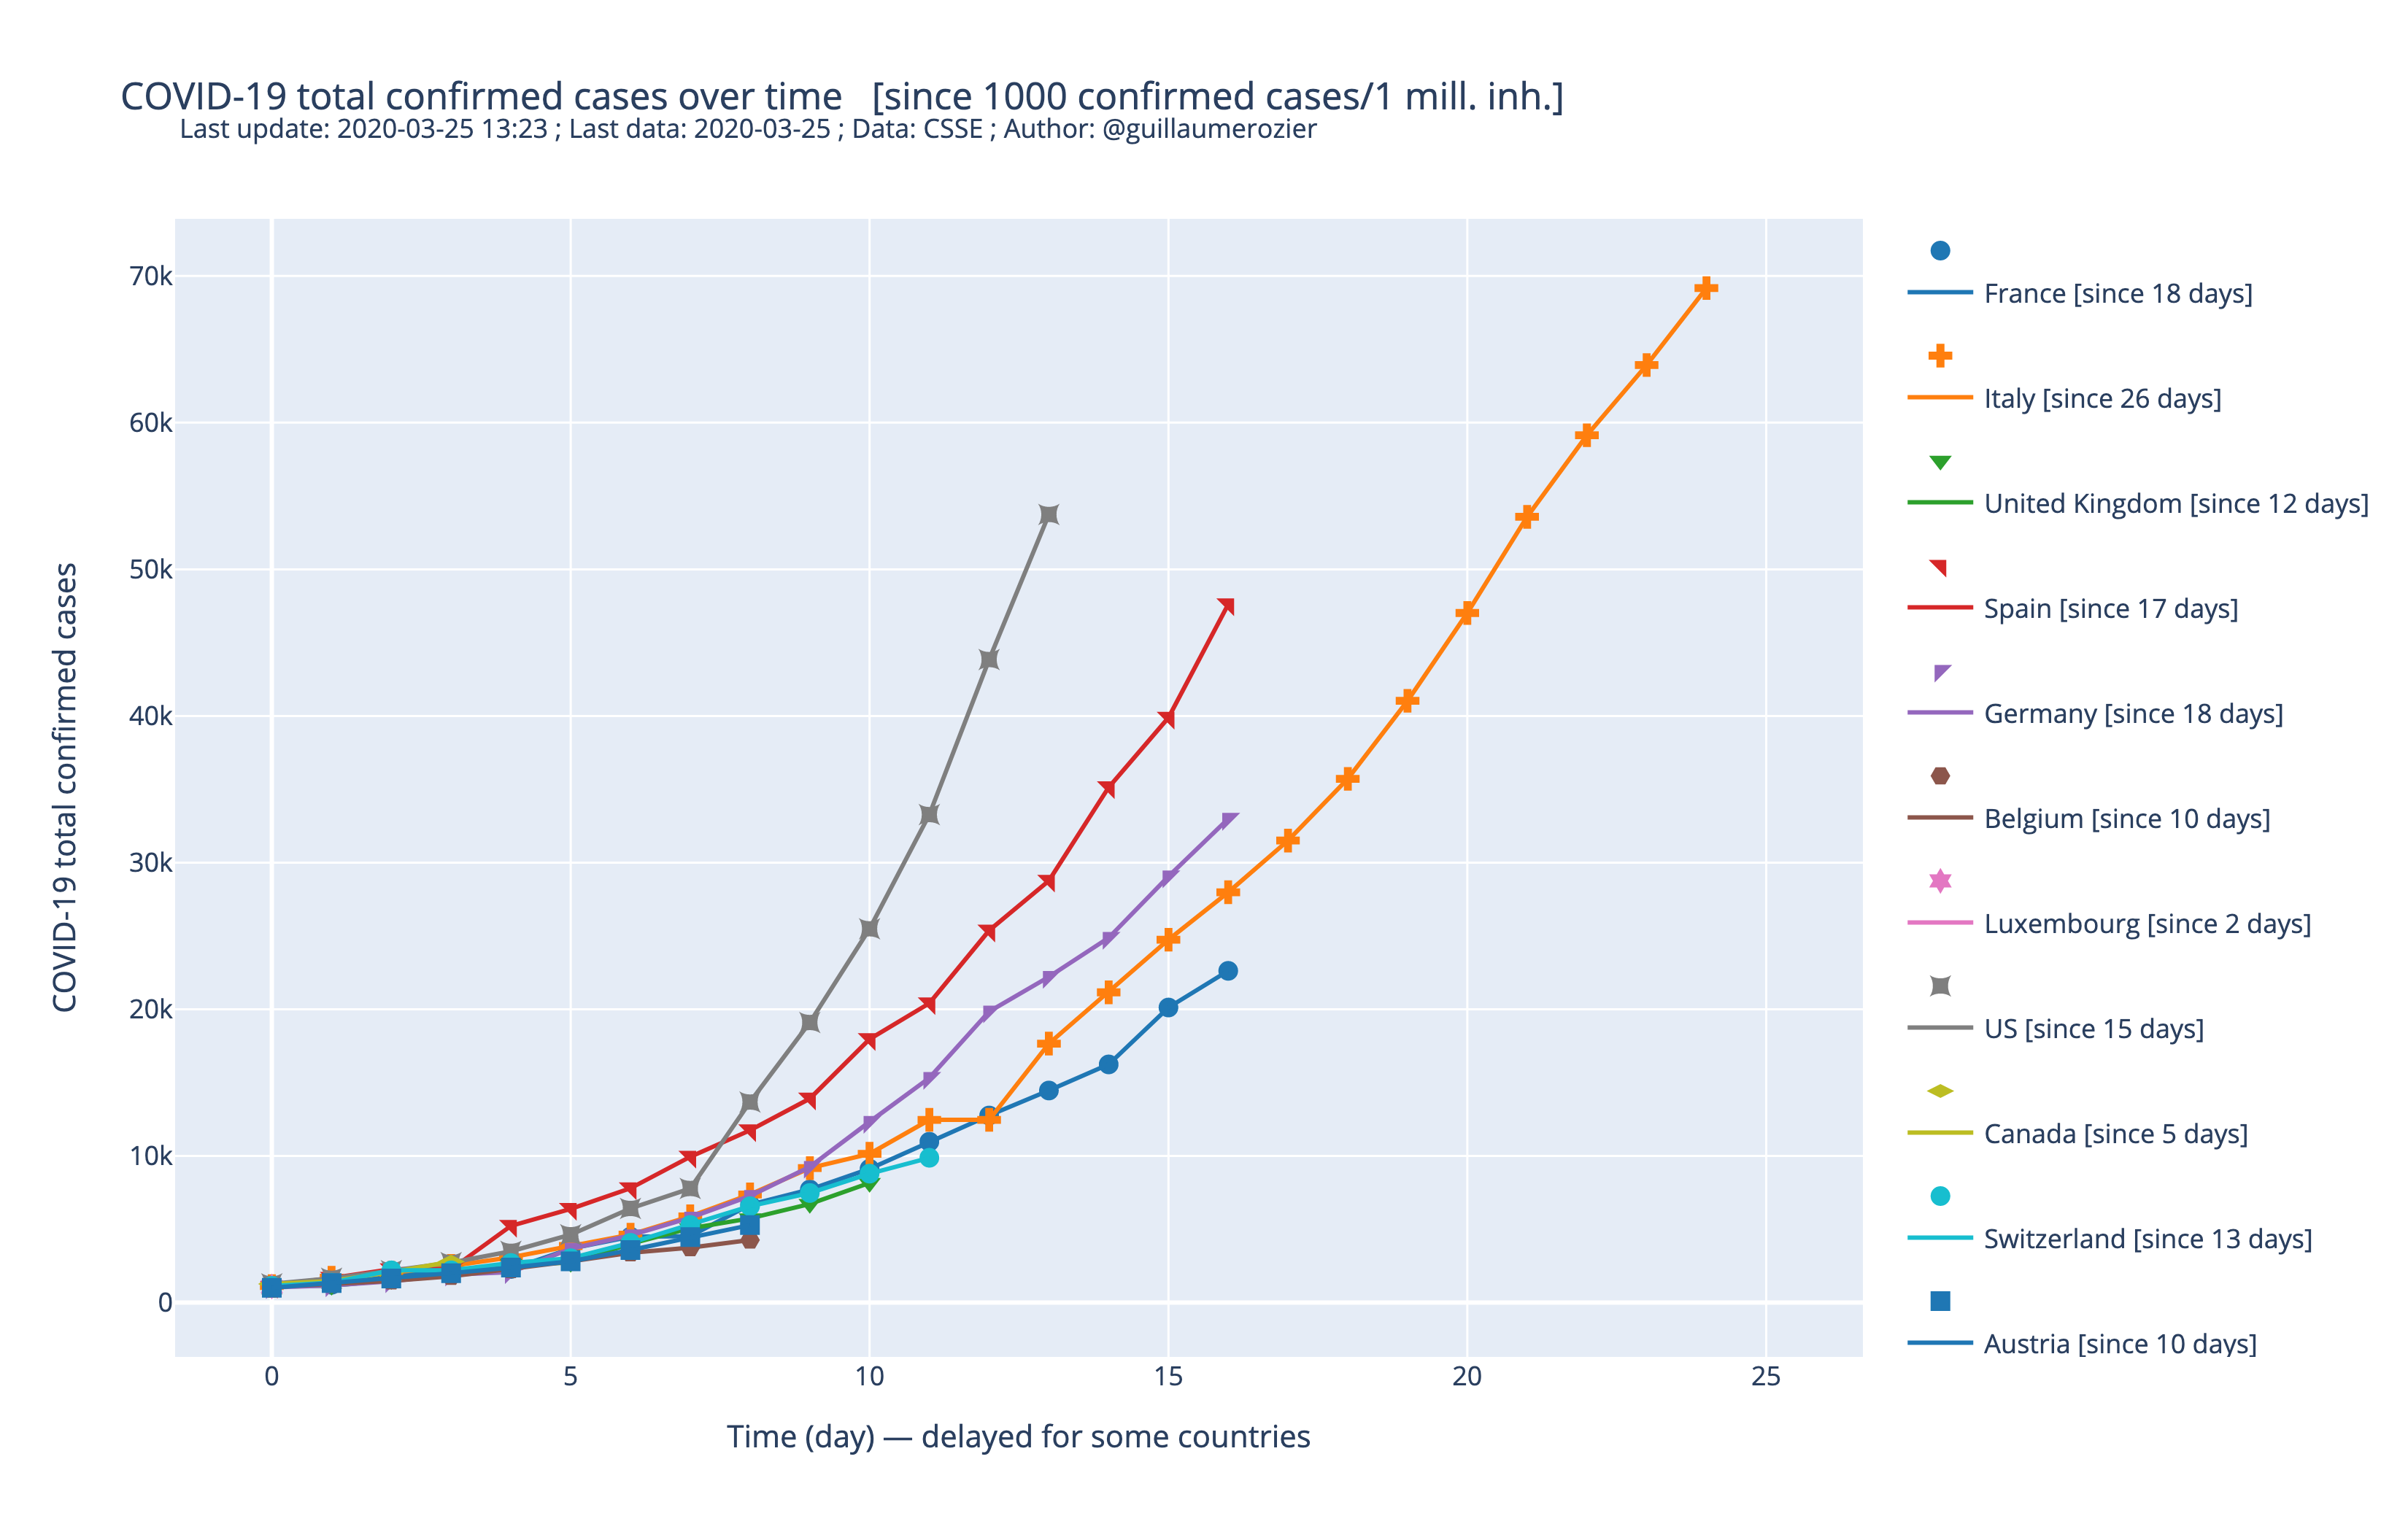 COVID-19 total confirmed cases over time   [since 1000 confirmed cases/1 mill. inh.]
Last update: 2020-03-25 13:23 ; Last data: 2020-03-25 ; Data: CSSE ; Author: @guillaumerozier
COVID-19 total confirmed cases
70k
60k
50k
40k
30k
20k
10k
0
0
5
10
15
20
25
Time (day) — delayed for some countries
France [since 18 days]
Italy [since 26 days]
United Kingdom [since 12 days]
Spain [since 17 days]
Germany [since 18 days]
Belgium [since 10 days]
Luxembourg [since 2 days]
US [since 15 days]
Canada [since 5 days]
Switzerland [since 13 days]
Austria [since 10 days]